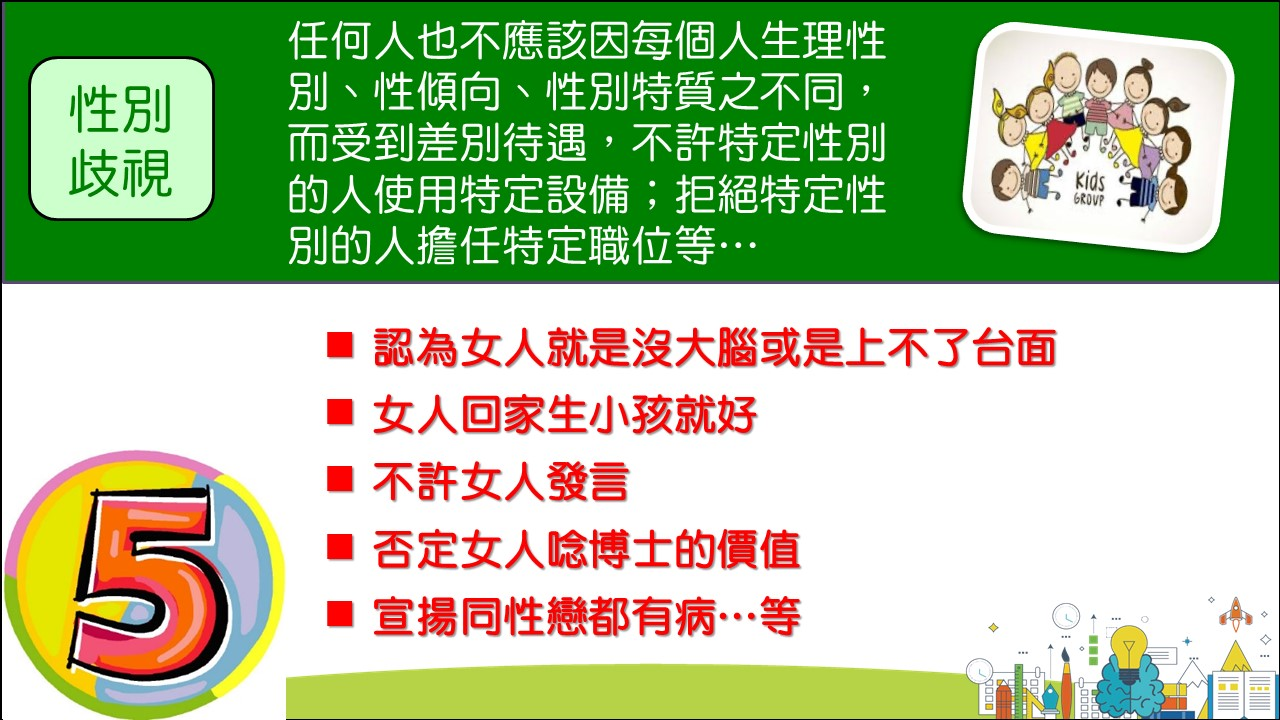 性別
歧視
任何人也不應該因每個人生理性
別、性傾向、性別特質之不同，
而受到差別待遇，不許特定性別
的人使用特定設備；拒絕特定性
別的人擔任特定職位等…
KiDS
GROUP
認為女人就是沒大腦或是上不了台面
女人回家生小孩就好
不許女人發言
否定女人唸博士的價值
宣揚同性戀都有病…等
5